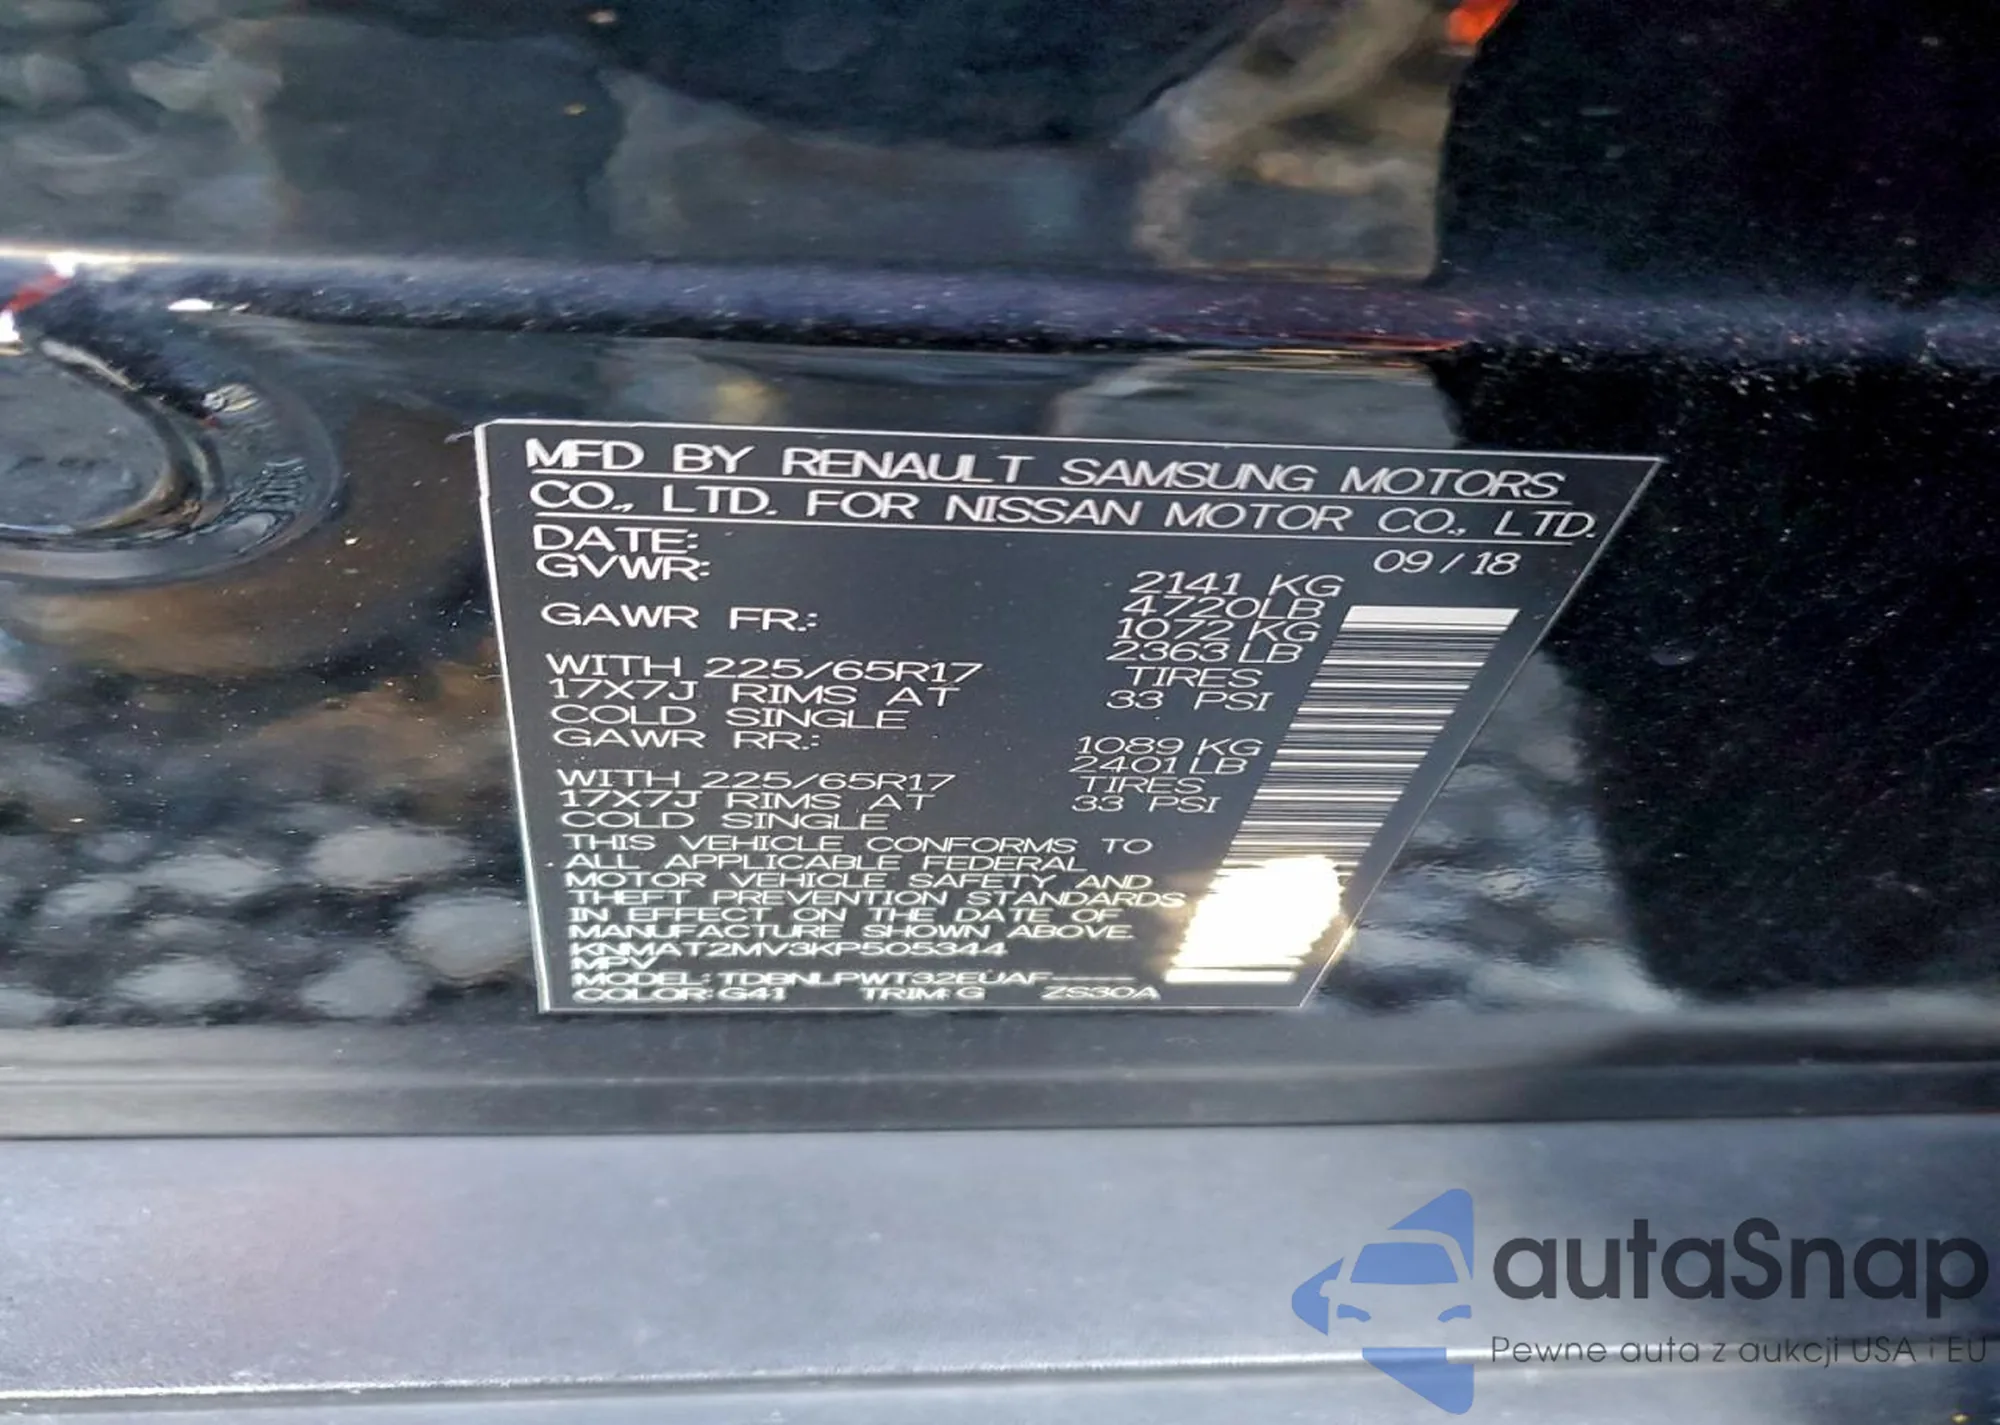 MFD BY RENAULT SAMSUNG MOTORS
CO., LTD. FOR NISSAN MOTOR CO., LTD.
DATE: 09 / 18
GVWR: 2141 KG
4720LB
GAWR FR.: 1072 KG
2363 LB
WITH 225/65R17 TIRES
17X7J RIMS AT 33 PSI
COLD SINGLE
GAWR RR.: 1089 KG
2401 LB
WITH 225/65R17 TIRES
17X7J RIMS AT 33 PSI
COLD SINGLE
THIS VEHICLE CONFORMS TO
ALL APPLICABLE FEDERAL
MOTOR VEHICLE SAFETY AND
THEFT PREVENTION STANDARDS
IN EFFECT ON THE DATE OF
MANUFACTURE SHOWN ABOVE.
KNMAT2MV3KP505344
MPV
MODEL: TDBNLPWT32EUAF-----
COLOR: G41 TRIM: G ZS30A
autaSnap
Pewne auta z aukcji USA i EU